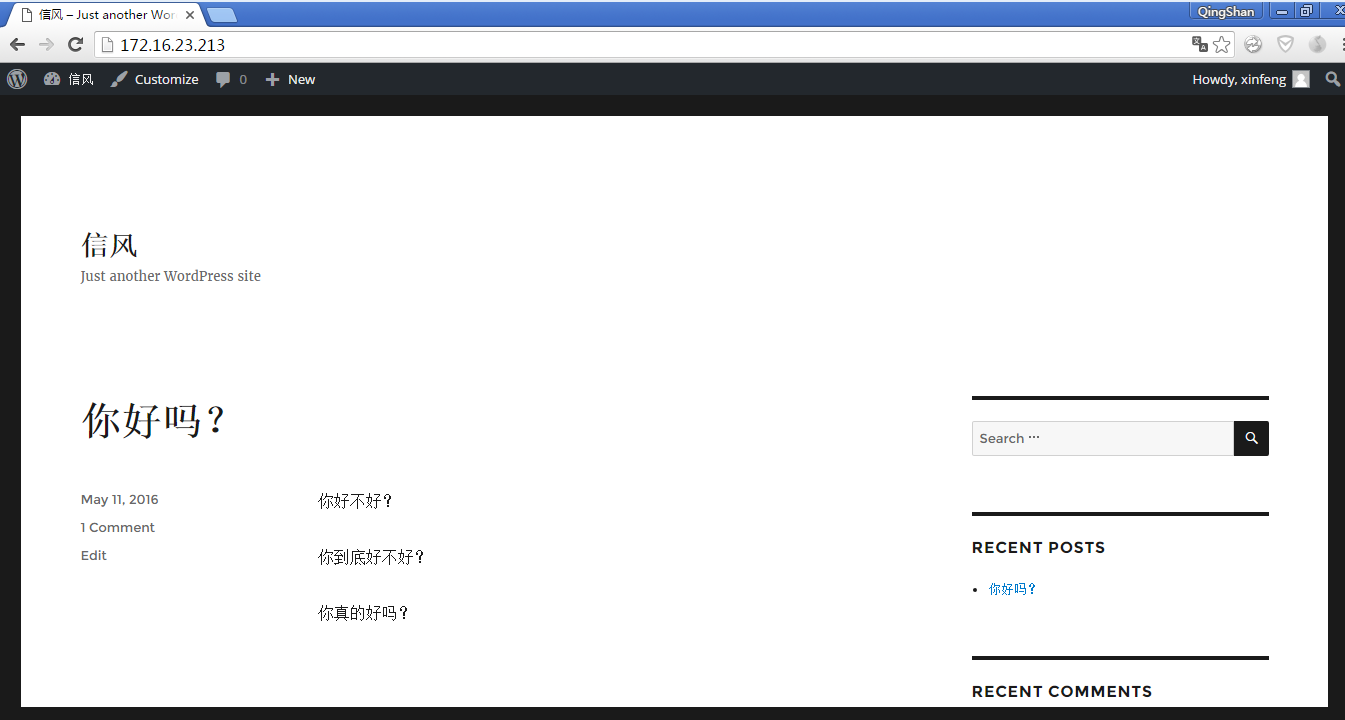 信风 – Just another Wor
QingShan
172.16.23.213
信风 Customize 0 New Howdy, xinfeng
信风
Just another WordPress site
你好吗？
May 11, 2016
1 Comment
Edit
你好不好？
你到底好不好？
你真的好吗？
Search …
RECENT POSTS
你好吗？
RECENT COMMENTS